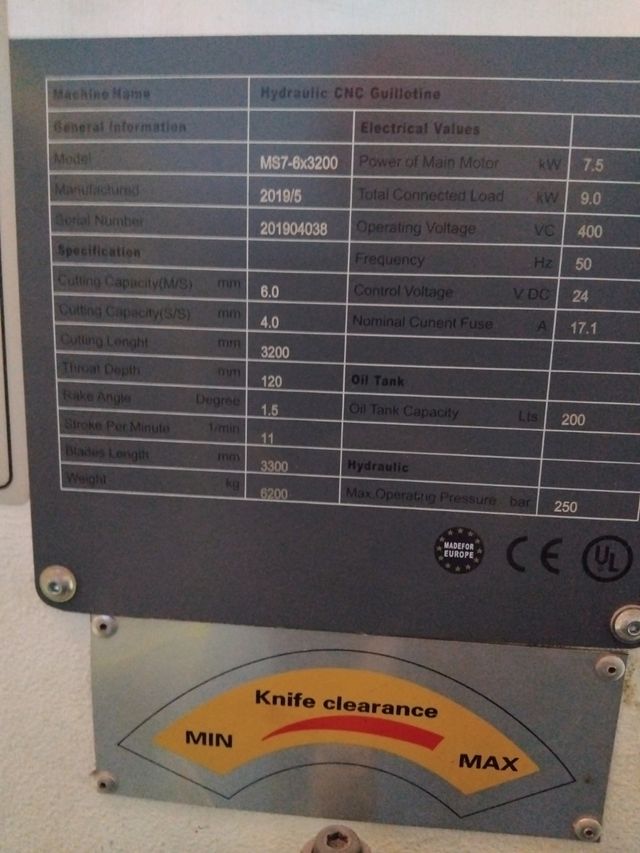 Machine Name Hydraulic CNC Guillotine
General Information Electrical Values
Model MS7-6x3200 Power of Main Motor kW 7.5
Manufactured 2019/5 Total Connected Load kW 9.0
Serial Number 201904038 Operating Voltage VC 400
Specification Frequency Hz 50
Cutting Capacity(M/S) mm 6.0 Control Voltage V DC 24
Cutting Capacity(S/S) mm 4.0 Nominal Cunent Fuse A 17.1
Cutting Lenght mm 3200
Throat Depth mm 120 Oil Tank
Rake Angle Degree 1.5 Oil Tank Capacity Lts 200
Stroke Per Minute 1/min 11
Blades Length mm 3300 Hydraulic
Weight kg 6200 Max.Operating Pressure bar 250
MADEFOR
EUROPE
CE
UL
Knife clearance
MIN
MAX